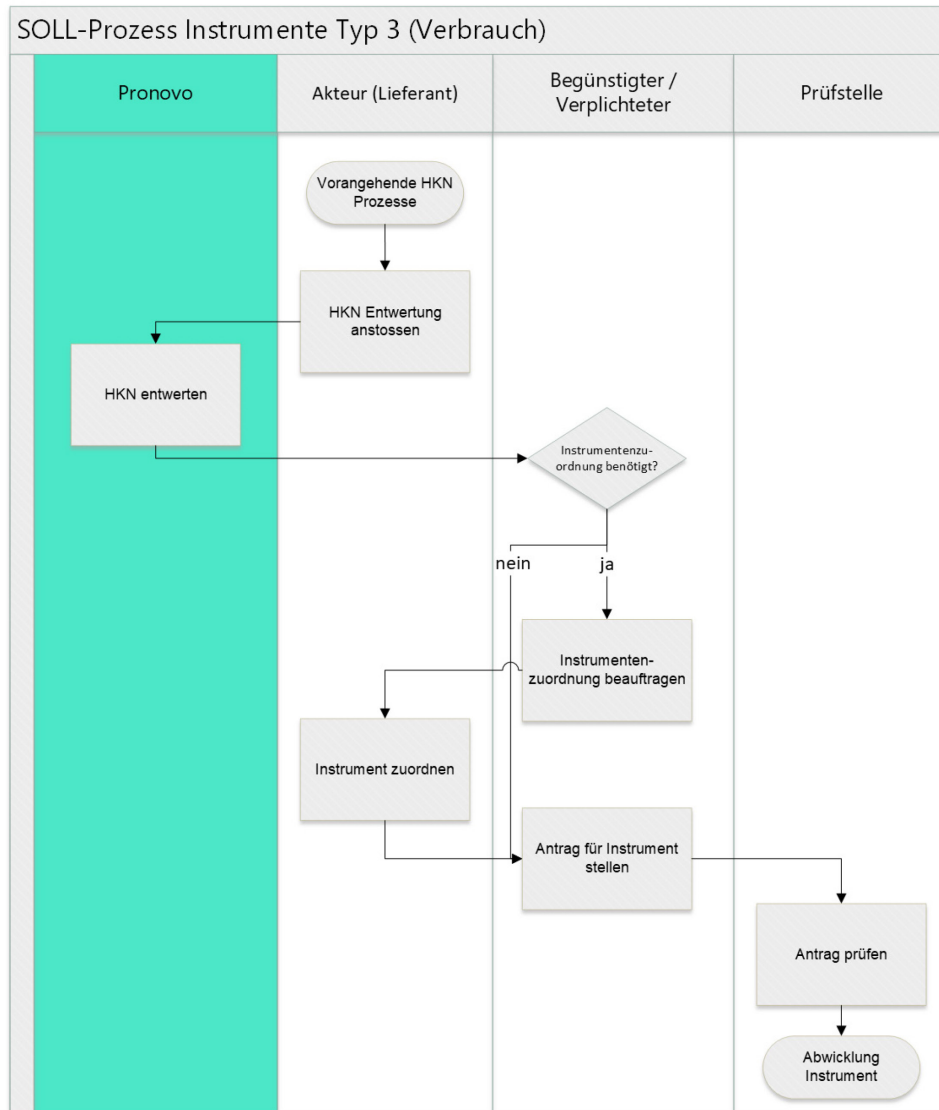 SOLL-Prozess Instrumente Typ 3 (Verbrauch)
Pronovo
Akteur (Lieferant)
Begünstigter /
Verplichteter
Prüfstelle
Vorangehende HKN
Prozesse
HKN Entwertung
anstossen
HKN entwerten
Instrumentenzu-
ordnung benötigt?
nein
ja
Instrumenten-
zuordnung beauftragen
Instrument zuordnen
Antrag für Instrument
stellen
Antrag prüfen
Abwicklung
Instrument